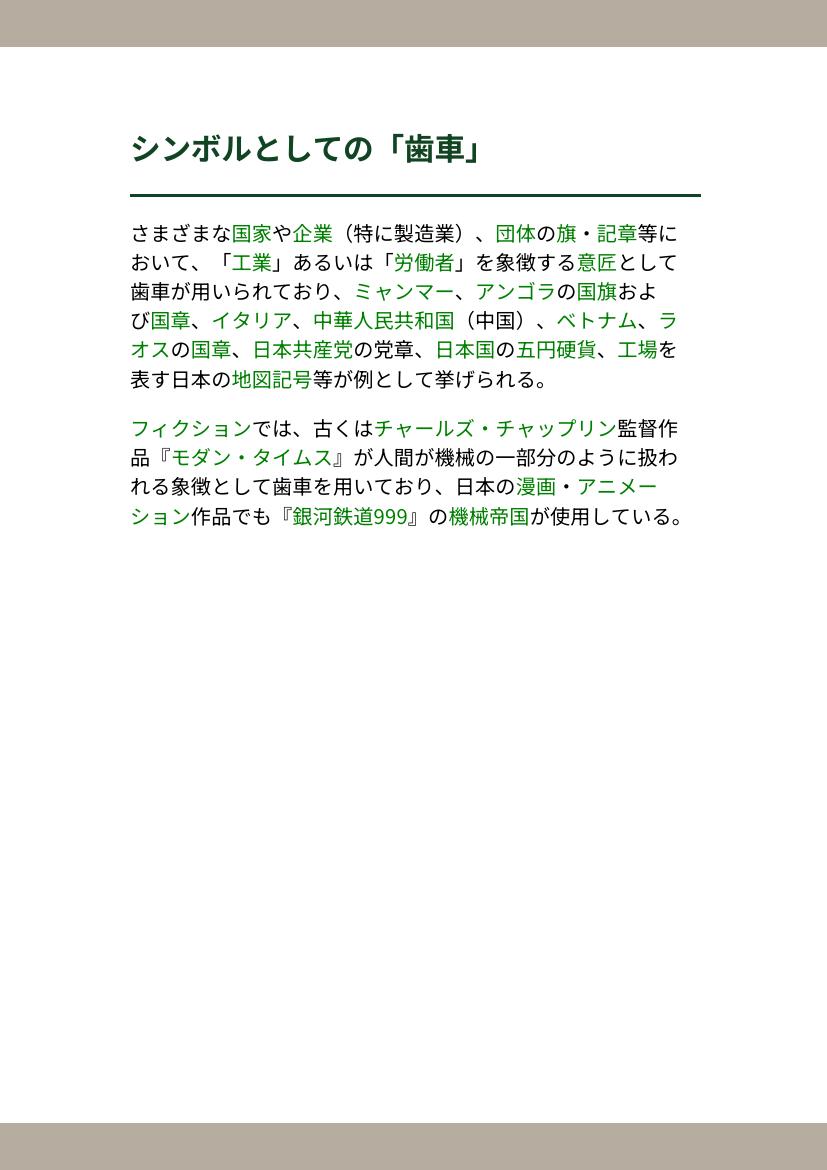 シンボルとしての「歯車」
さまざまな国家や企業（特に製造業）、団体の旗・記章等に
おいて、「工業」あるいは「労働者」を象徴する意匠として
歯車が用いられており、ミャンマー、アンゴラの国旗およ
び国章、イタリア、中華人民共和国（中国）、ベトナム、ラ
オスの国章、日本共産党の党章、日本国の五円硬貨、工場を
表す日本の地図記号等が例として挙げられる。
フィクションでは、古くはチャールズ・チャップリン監督作
品『モダン・タイムス』が人間が機械の一部分のように扱わ
れる象徴として歯車を用いており、日本の漫画・アニメー
ション作品でも『銀河鉄道999』の機械帝国が使用している。